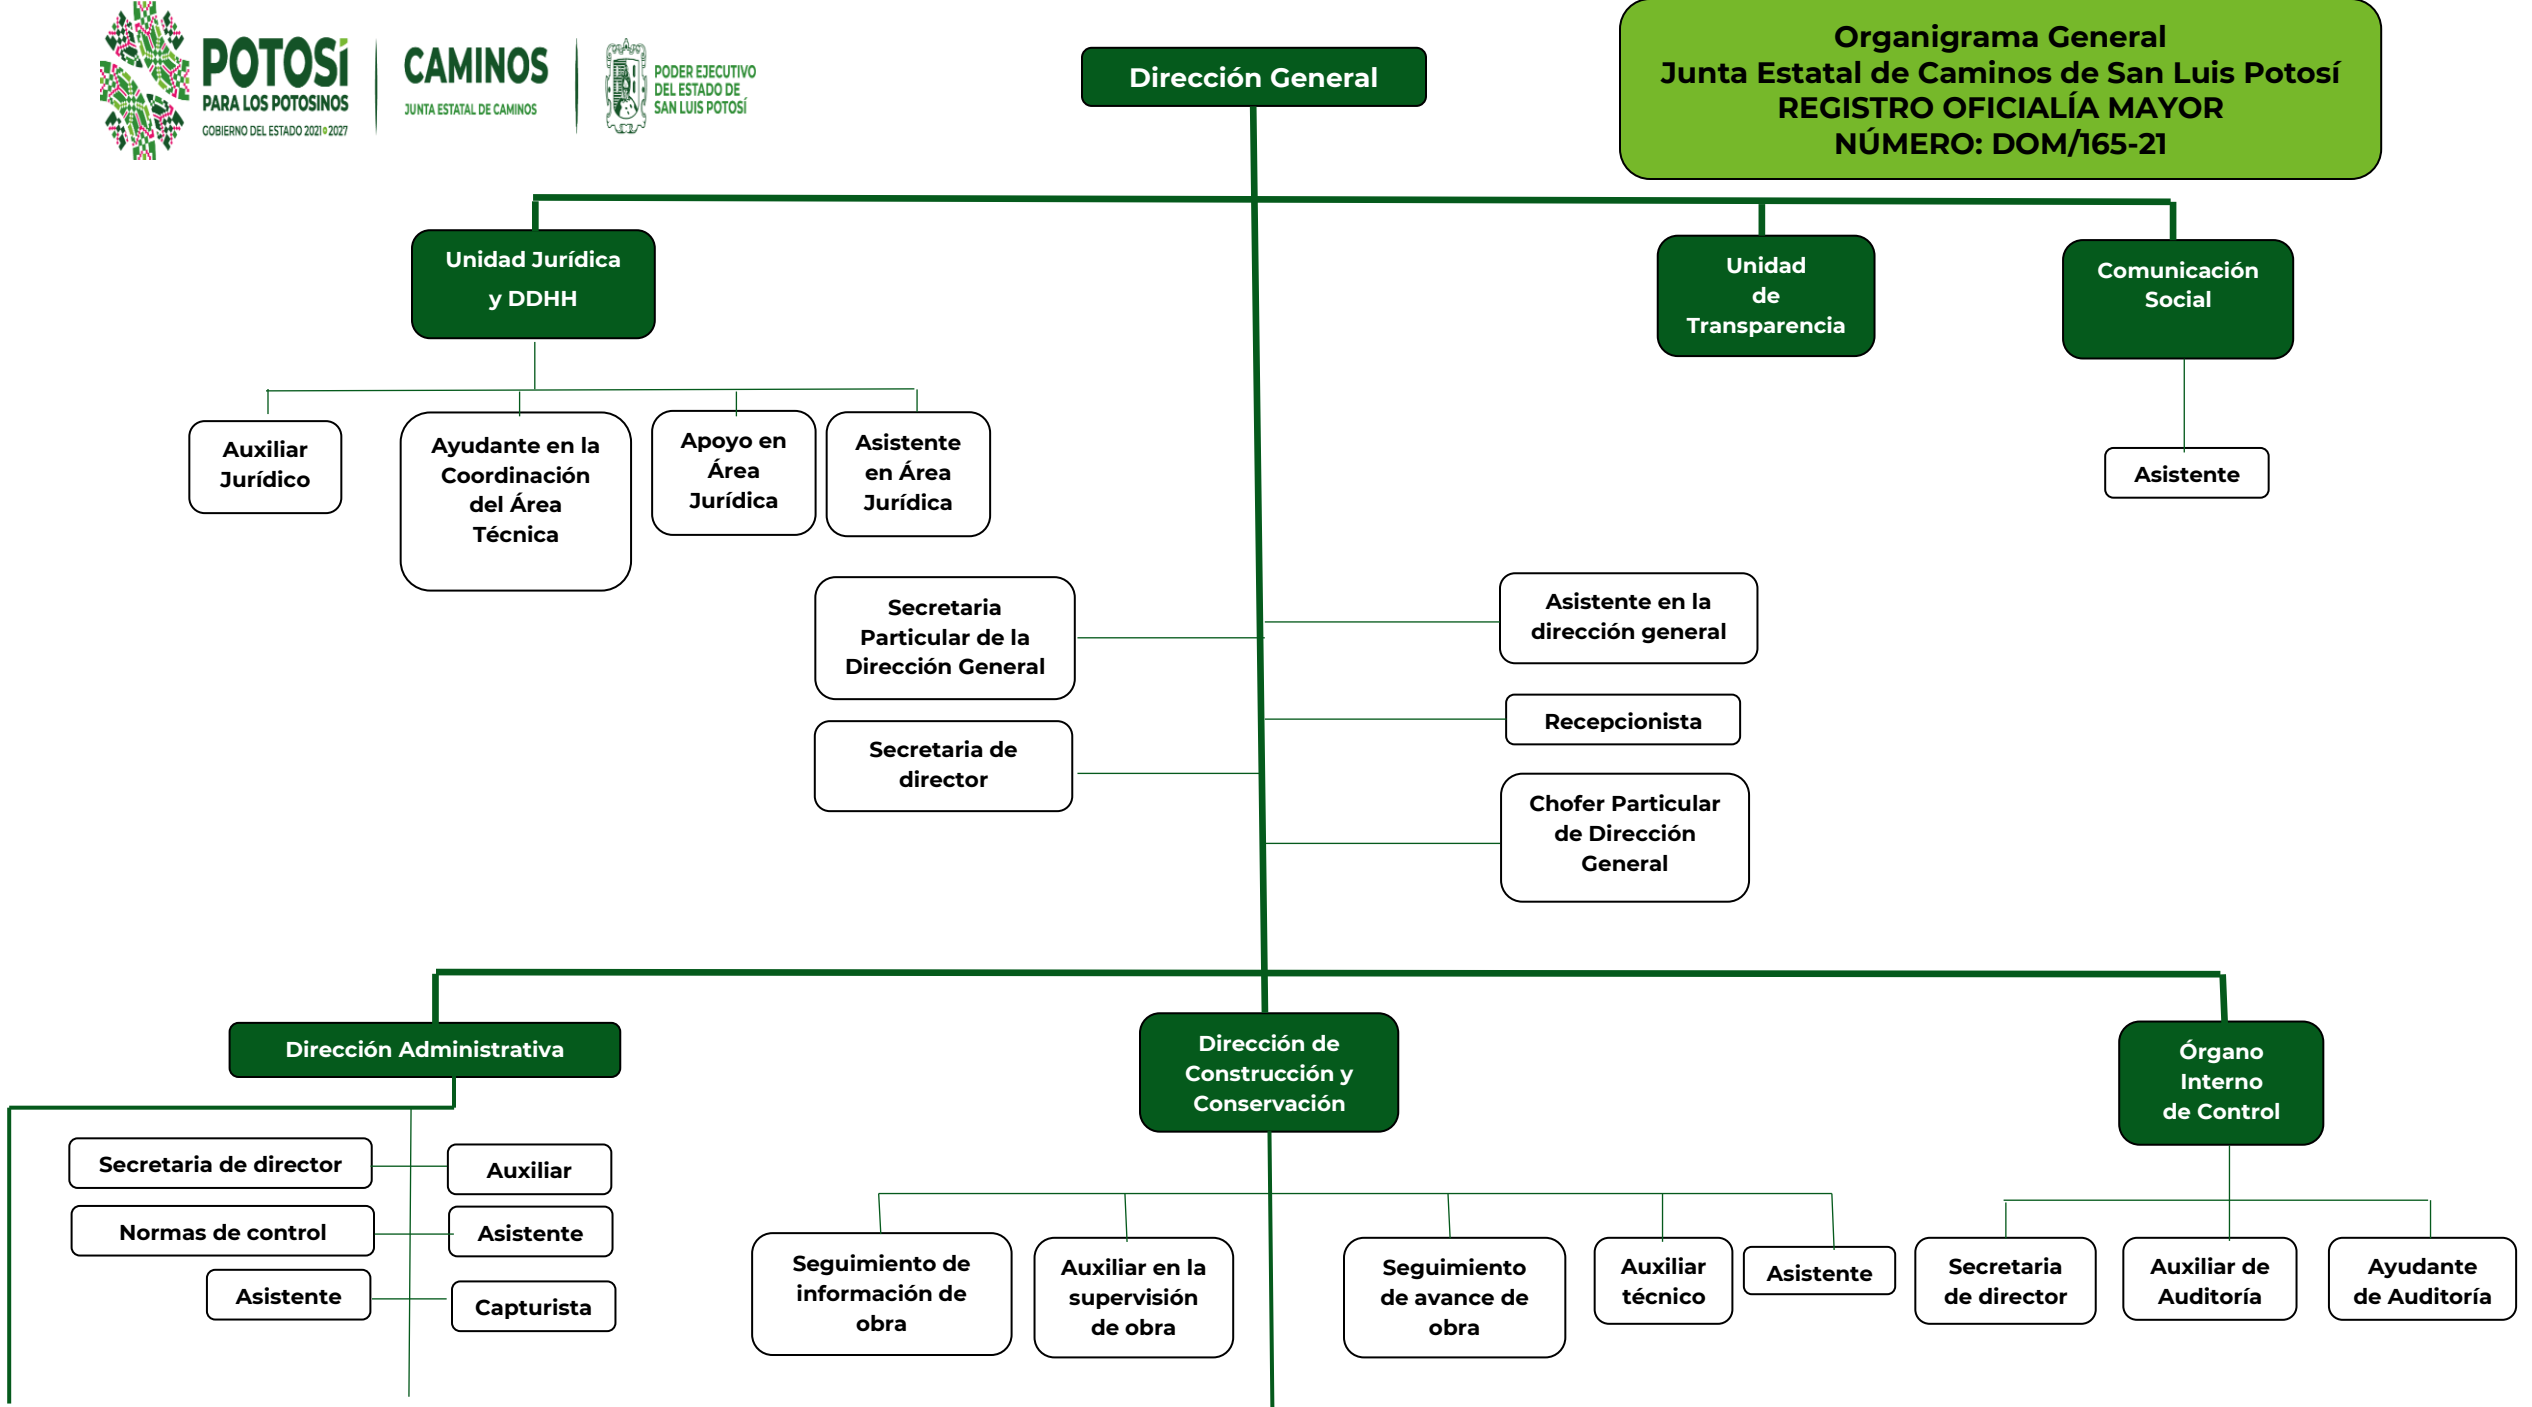 POTOSÍ
PARA LOS POTOSINOS
GOBIERNO DEL ESTADO 2021 2027
CAMINOS
JUNTA ESTATAL DE CAMINOS
PODER EJECUTIVO
DEL ESTADO DE
SAN LUIS POTOSÍ
Dirección General
Organigrama General
Junta Estatal de Caminos de San Luis Potosí
REGISTRO OFICIALÍA MAYOR
NÚMERO: DOM/165-21
Unidad Jurídica
y DDHH
Unidad
de
Transparencia
Comunicación
Social
Auxiliar
Jurídico
Ayudante en la
Coordinación
del Área
Técnica
Apoyo en
Área
Jurídica
Asistente
en Área
Jurídica
Asistente
Secretaria
Particular de la
Dirección General
Asistente en la
dirección general
Recepcionista
Secretaria de
director
Chofer Particular
de Dirección
General
Dirección Administrativa
Dirección de
Construcción y
Conservación
Órgano
Interno
de Control
Secretaria de director
Auxiliar
Normas de control
Asistente
Asistente
Capturista
Seguimiento de
información de
obra
Auxiliar en la
supervisión
de obra
Seguimiento
de avance de
obra
Auxiliar
técnico
Asistente
Secretaria
de director
Auxiliar de
Auditoría
Ayudante
de Auditoría